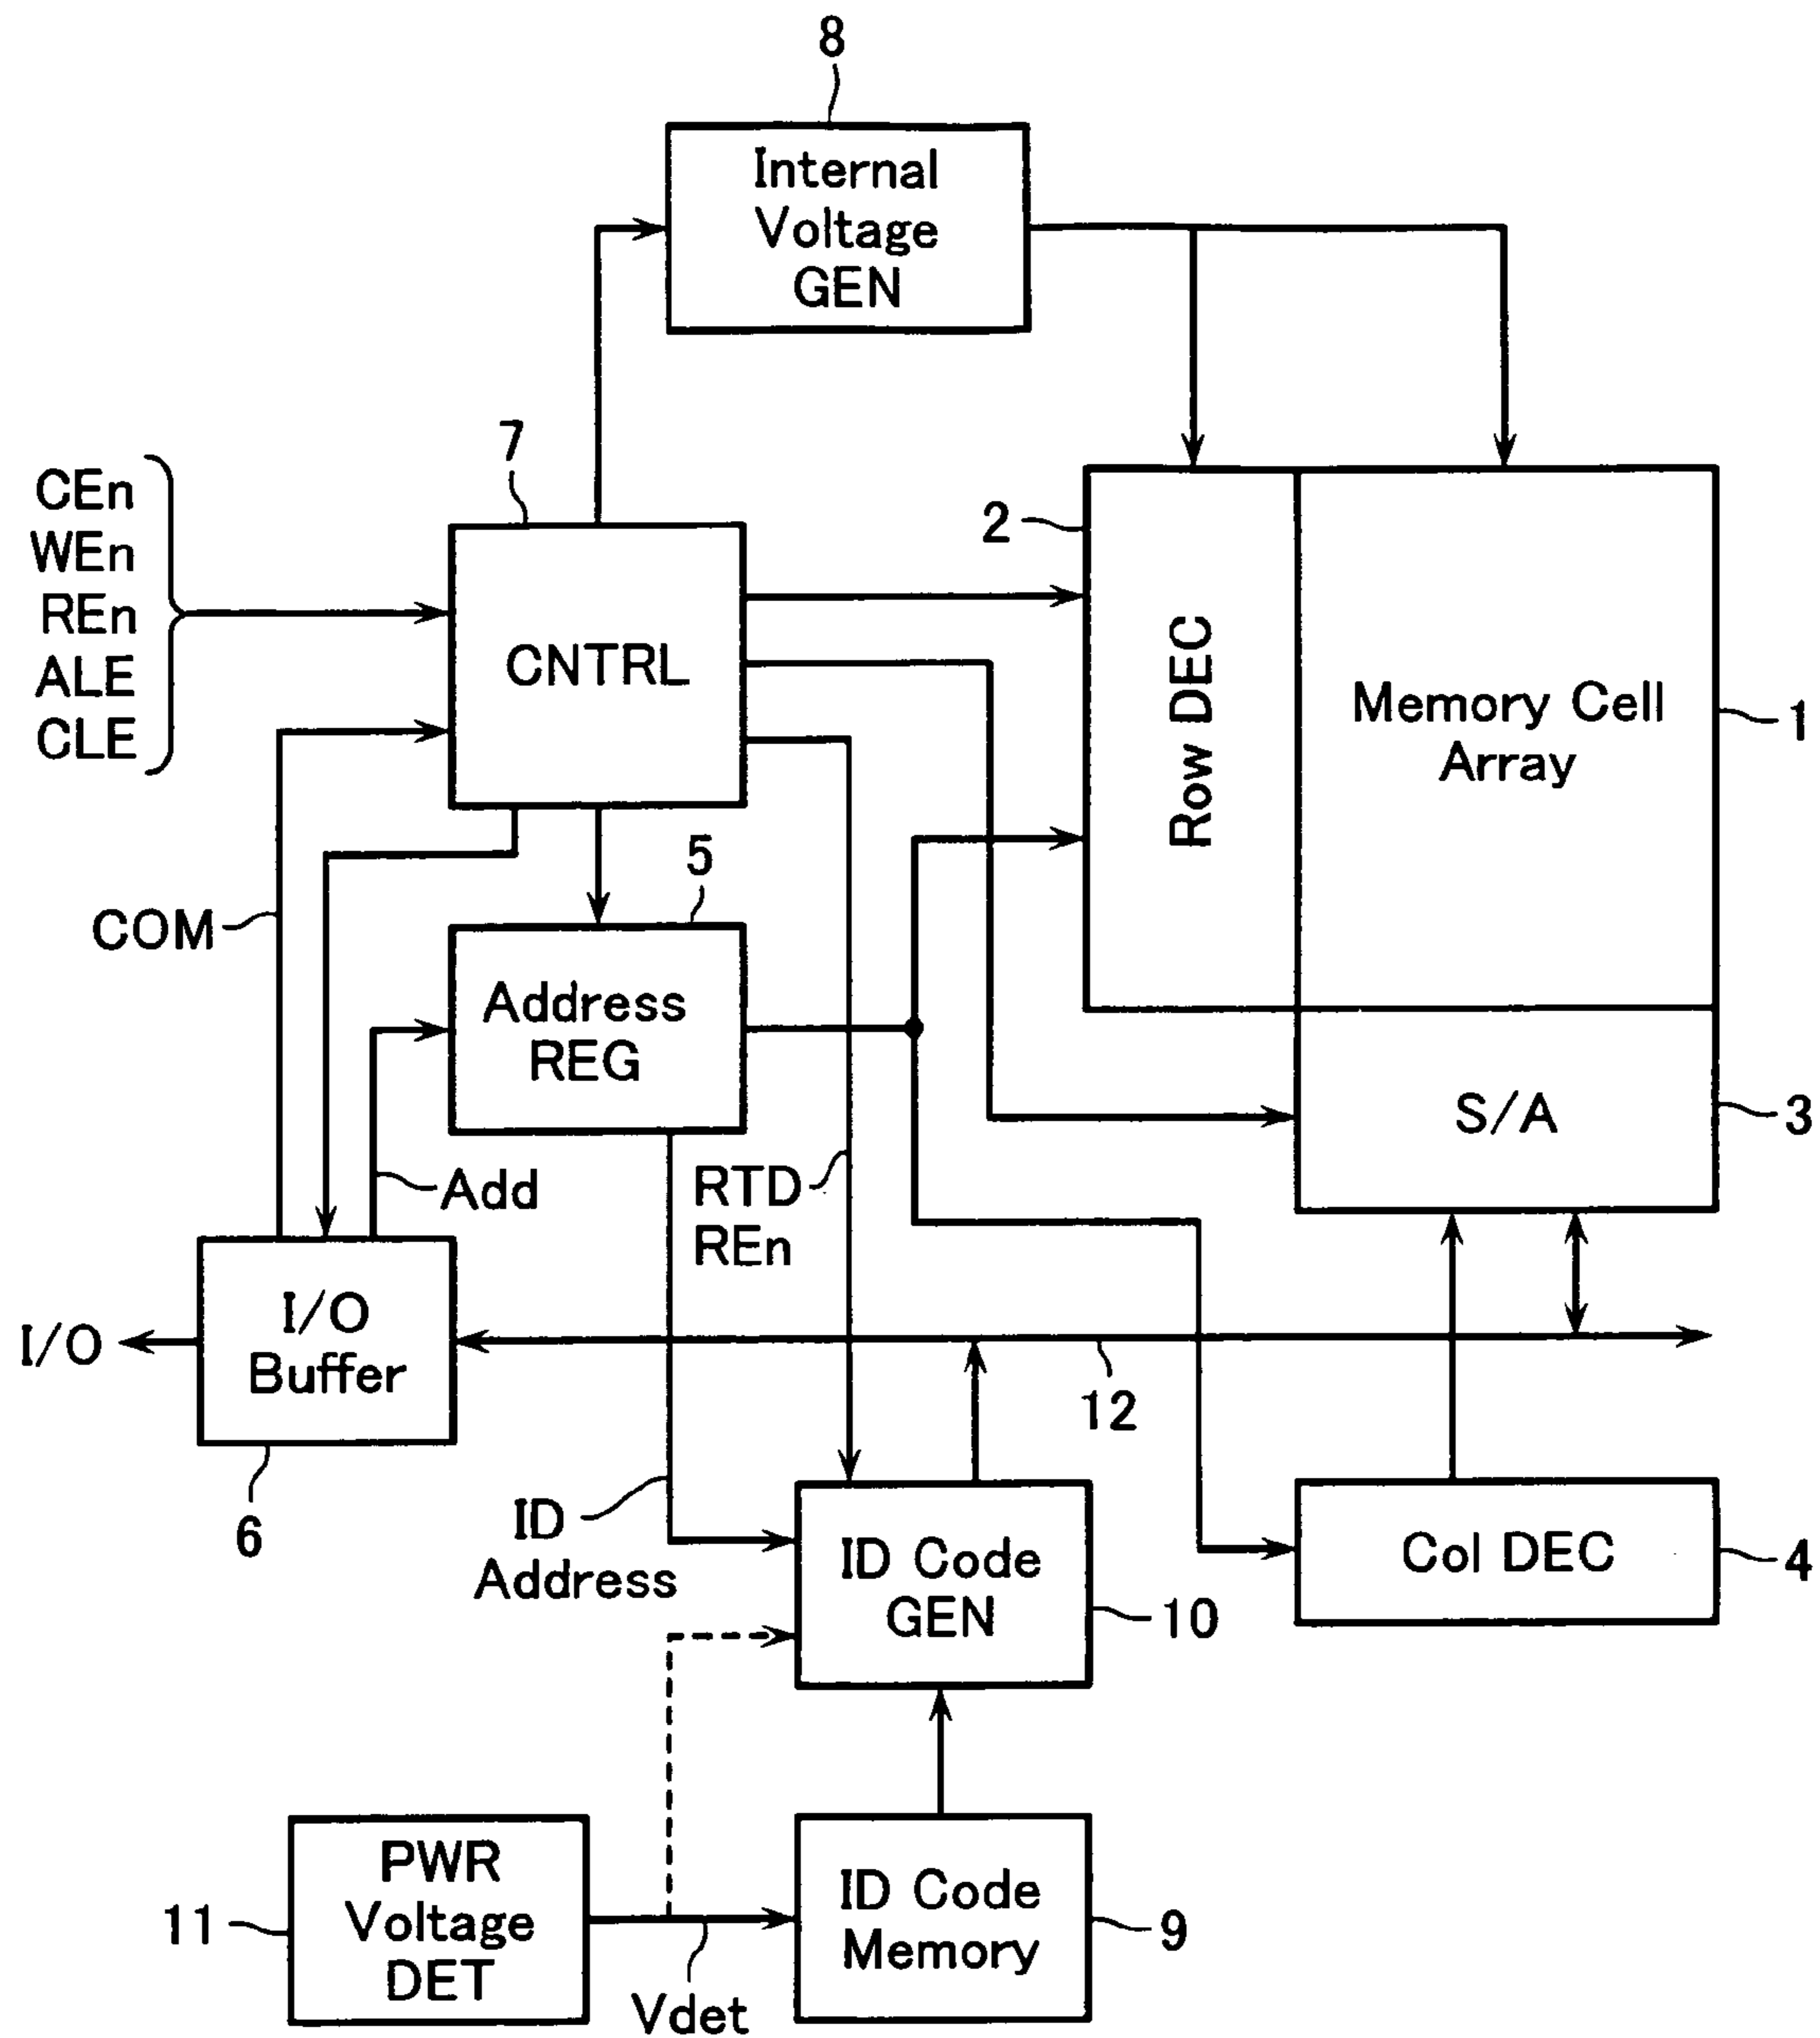 8
Internal
Voltage
GEN
7
CEn
WEn
REn
ALE
CLE
CNTRL
2
Row DEC
Memory Cell
Array
1
COM
5
Address
REG
S/A
3
Add
RTD
REn
I/O
I/O
Buffer
12
6
ID
Address
ID Code
GEN
10
Col DEC
4
11
PWR
Voltage
DET
Vdet
ID Code
Memory
9